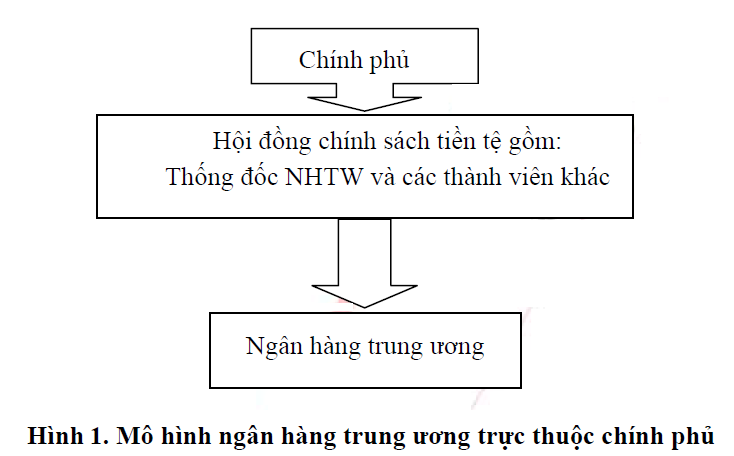 Chính phủ
Hội đồng chính sách tiền tệ gồm:
Thống đốc NHTW và các thành viên khác
Ngân hàng trung ương
Hình 1. Mô hình ngân hàng trung ương trực thuộc chính phủ